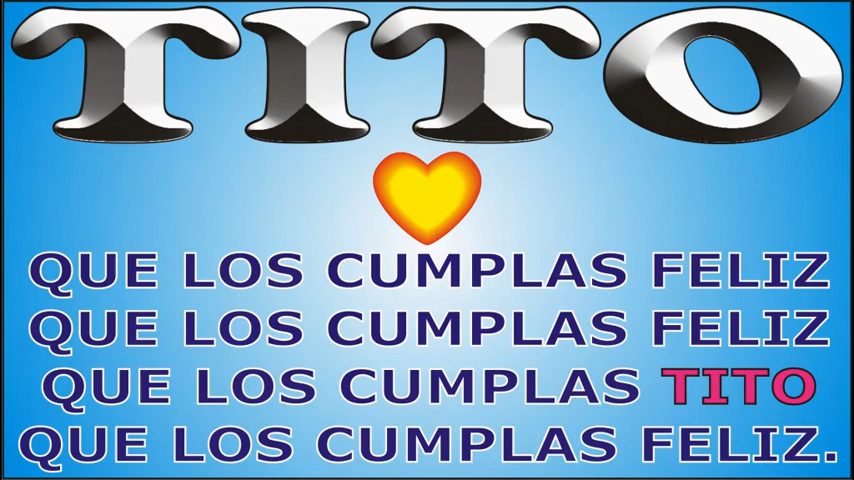 TITO
QUE LOS CUMPLAS FELIZ
QUE LOS CUMPLAS FELIZ
QUE LOS CUMPLAS TITO
QUE LOS CUMPLAS FELIZ.